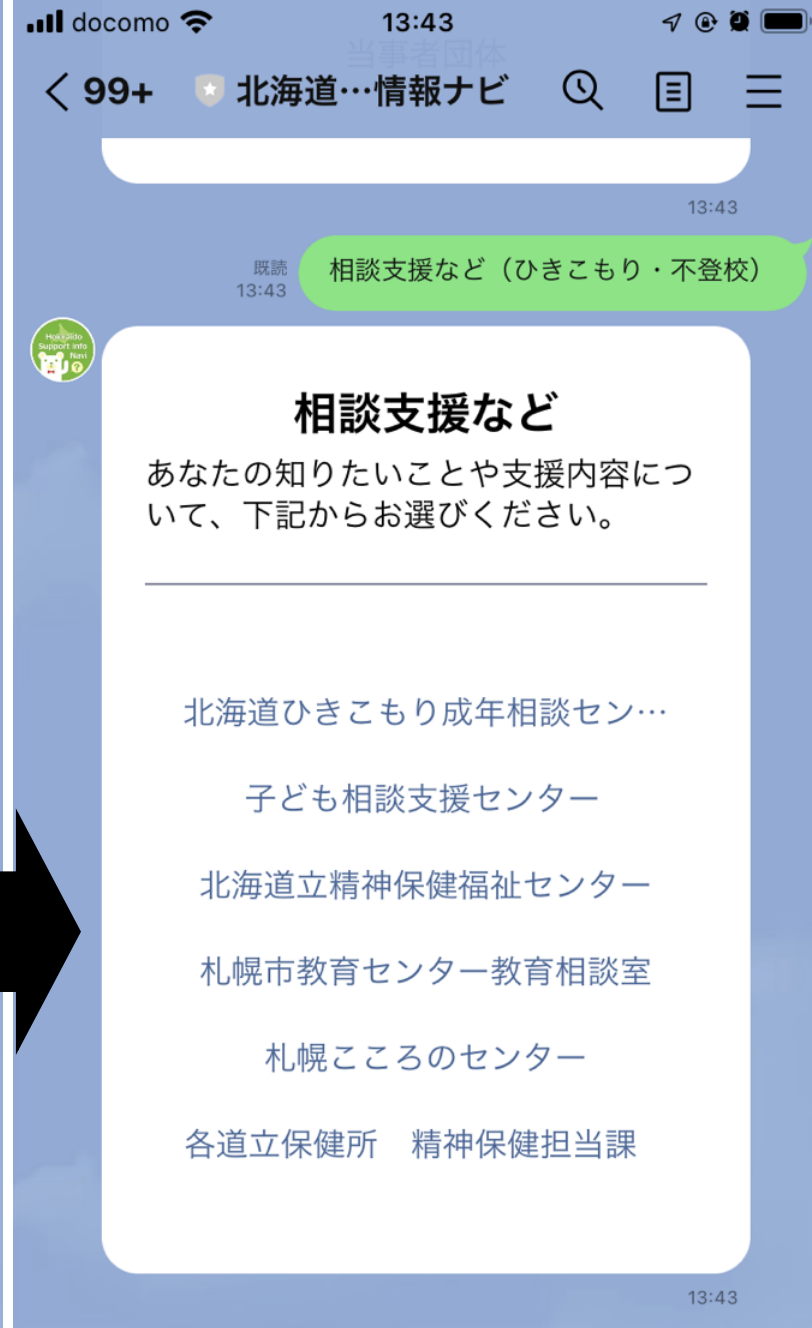 docomo 13:43
当事者団体
99+ 北海道…情報ナビ
13:43
既読
13:43
相談支援など（ひきこもり・不登校）
Hokkaido
Support info
Navi
相談支援など
あなたの知りたいことや支援内容につ
いて、下記からお選びください。
北海道ひきこもり成年相談セン…
子ども相談支援センター
北海道立精神保健福祉センター
札幌市教育センター教育相談室
札幌こころのセンター
各道立保健所　精神保健担当課
13:43